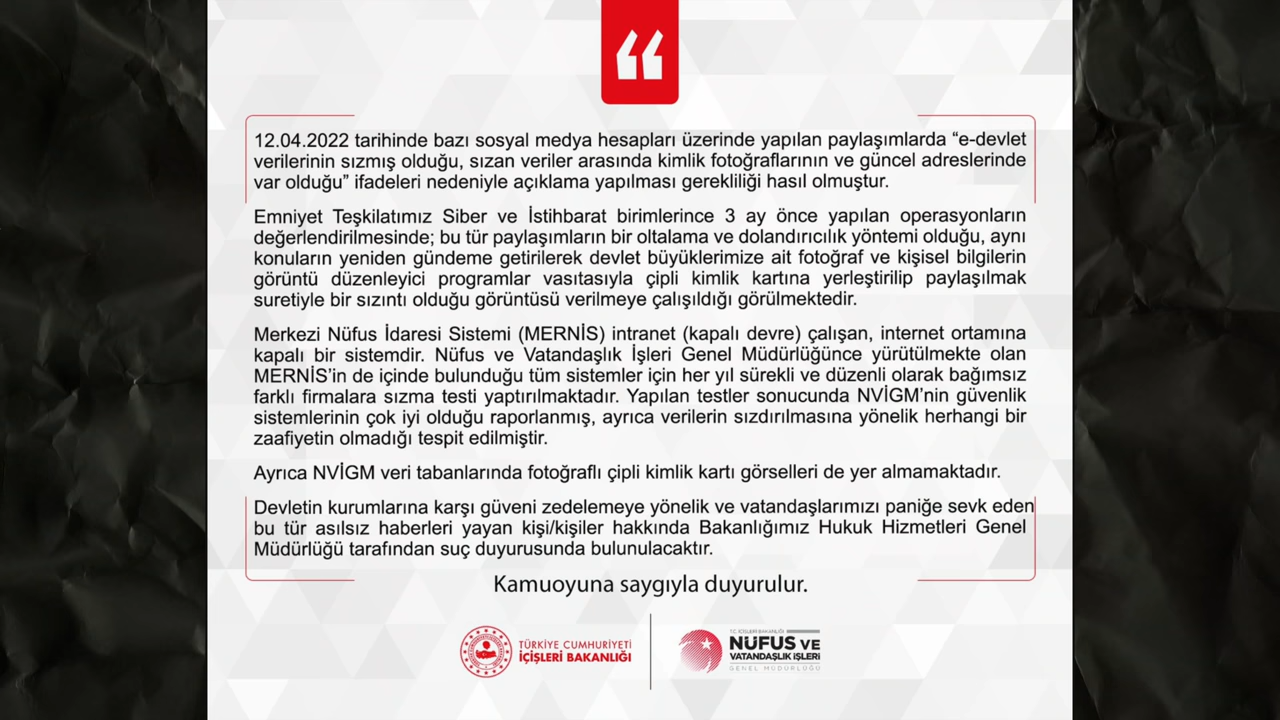 12.04.2022 tarihinde bazı sosyal medya hesapları üzerinde yapılan paylaşımlarda “e-devlet
verilerinin sızmış olduğu, sızan veriler arasında kimlik fotoğraflarının ve güncel adreslerinde
var olduğu” ifadeleri nedeniyle açıklama yapılması gerekliliği hasıl olmuştur.
Emniyet Teşkilatımız Siber ve İstihbarat birimlerince 3 ay önce yapılan operasyonların
değerlendirilmesinde; bu tür paylaşımların bir oltalama ve dolandırıcılık yöntemi olduğu, aynı
konuların yeniden gündeme getirilerek devlet büyüklerimize ait fotoğraf ve kişisel bilgilerin
görüntü düzenleyici programlar vasıtasıyla çipli kimlik kartına yerleştirilip paylaşılmak
suretiyle bir sızıntı olduğu görüntüsü verilmeye çalışıldığı görülmektedir.
Merkezi Nüfus İdaresi Sistemi (MERNİS) intranet (kapalı devre) çalışan, internet ortamına
kapalı bir sistemdir. Nüfus ve Vatandaşlık İşleri Genel Müdürlüğünce yürütülmekte olan
MERNİS’in de içinde bulunduğu tüm sistemler için her yıl sürekli ve düzenli olarak bağımsız
farklı firmalara sızma testi yaptırılmaktadır. Yapılan testler sonucunda NVİGM’nin güvenlik
sistemlerinin çok iyi olduğu raporlanmış, ayrıca verilerin sızdırılmasına yönelik herhangi bir
zaafiyetin olmadığı tespit edilmiştir.
Ayrıca NVİGM veri tabanlarında fotoğraflı çipli kimlik kartı görselleri de yer almamaktadır.
Devletin kurumlarına karşı güveni zedelemeye yönelik ve vatandaşlarımızı paniğe sevk eden
bu tür asılsız haberleri yayan kişi/kişiler hakkında Bakanlığımız Hukuk Hizmetleri Genel
Müdürlüğü tarafından suç duyurusunda bulunulacaktır.
Kamuoyuna saygıyla duyurulur.
TÜRKİYE CUMHURİYETİ
İÇİŞLERİ BAKANLIĞI
T.C. İÇİŞLERİ BAKANLIĞI
NÜFUS VE
VATANDAŞLIK İŞLERİ
GENEL MÜDÜRLÜĞÜ